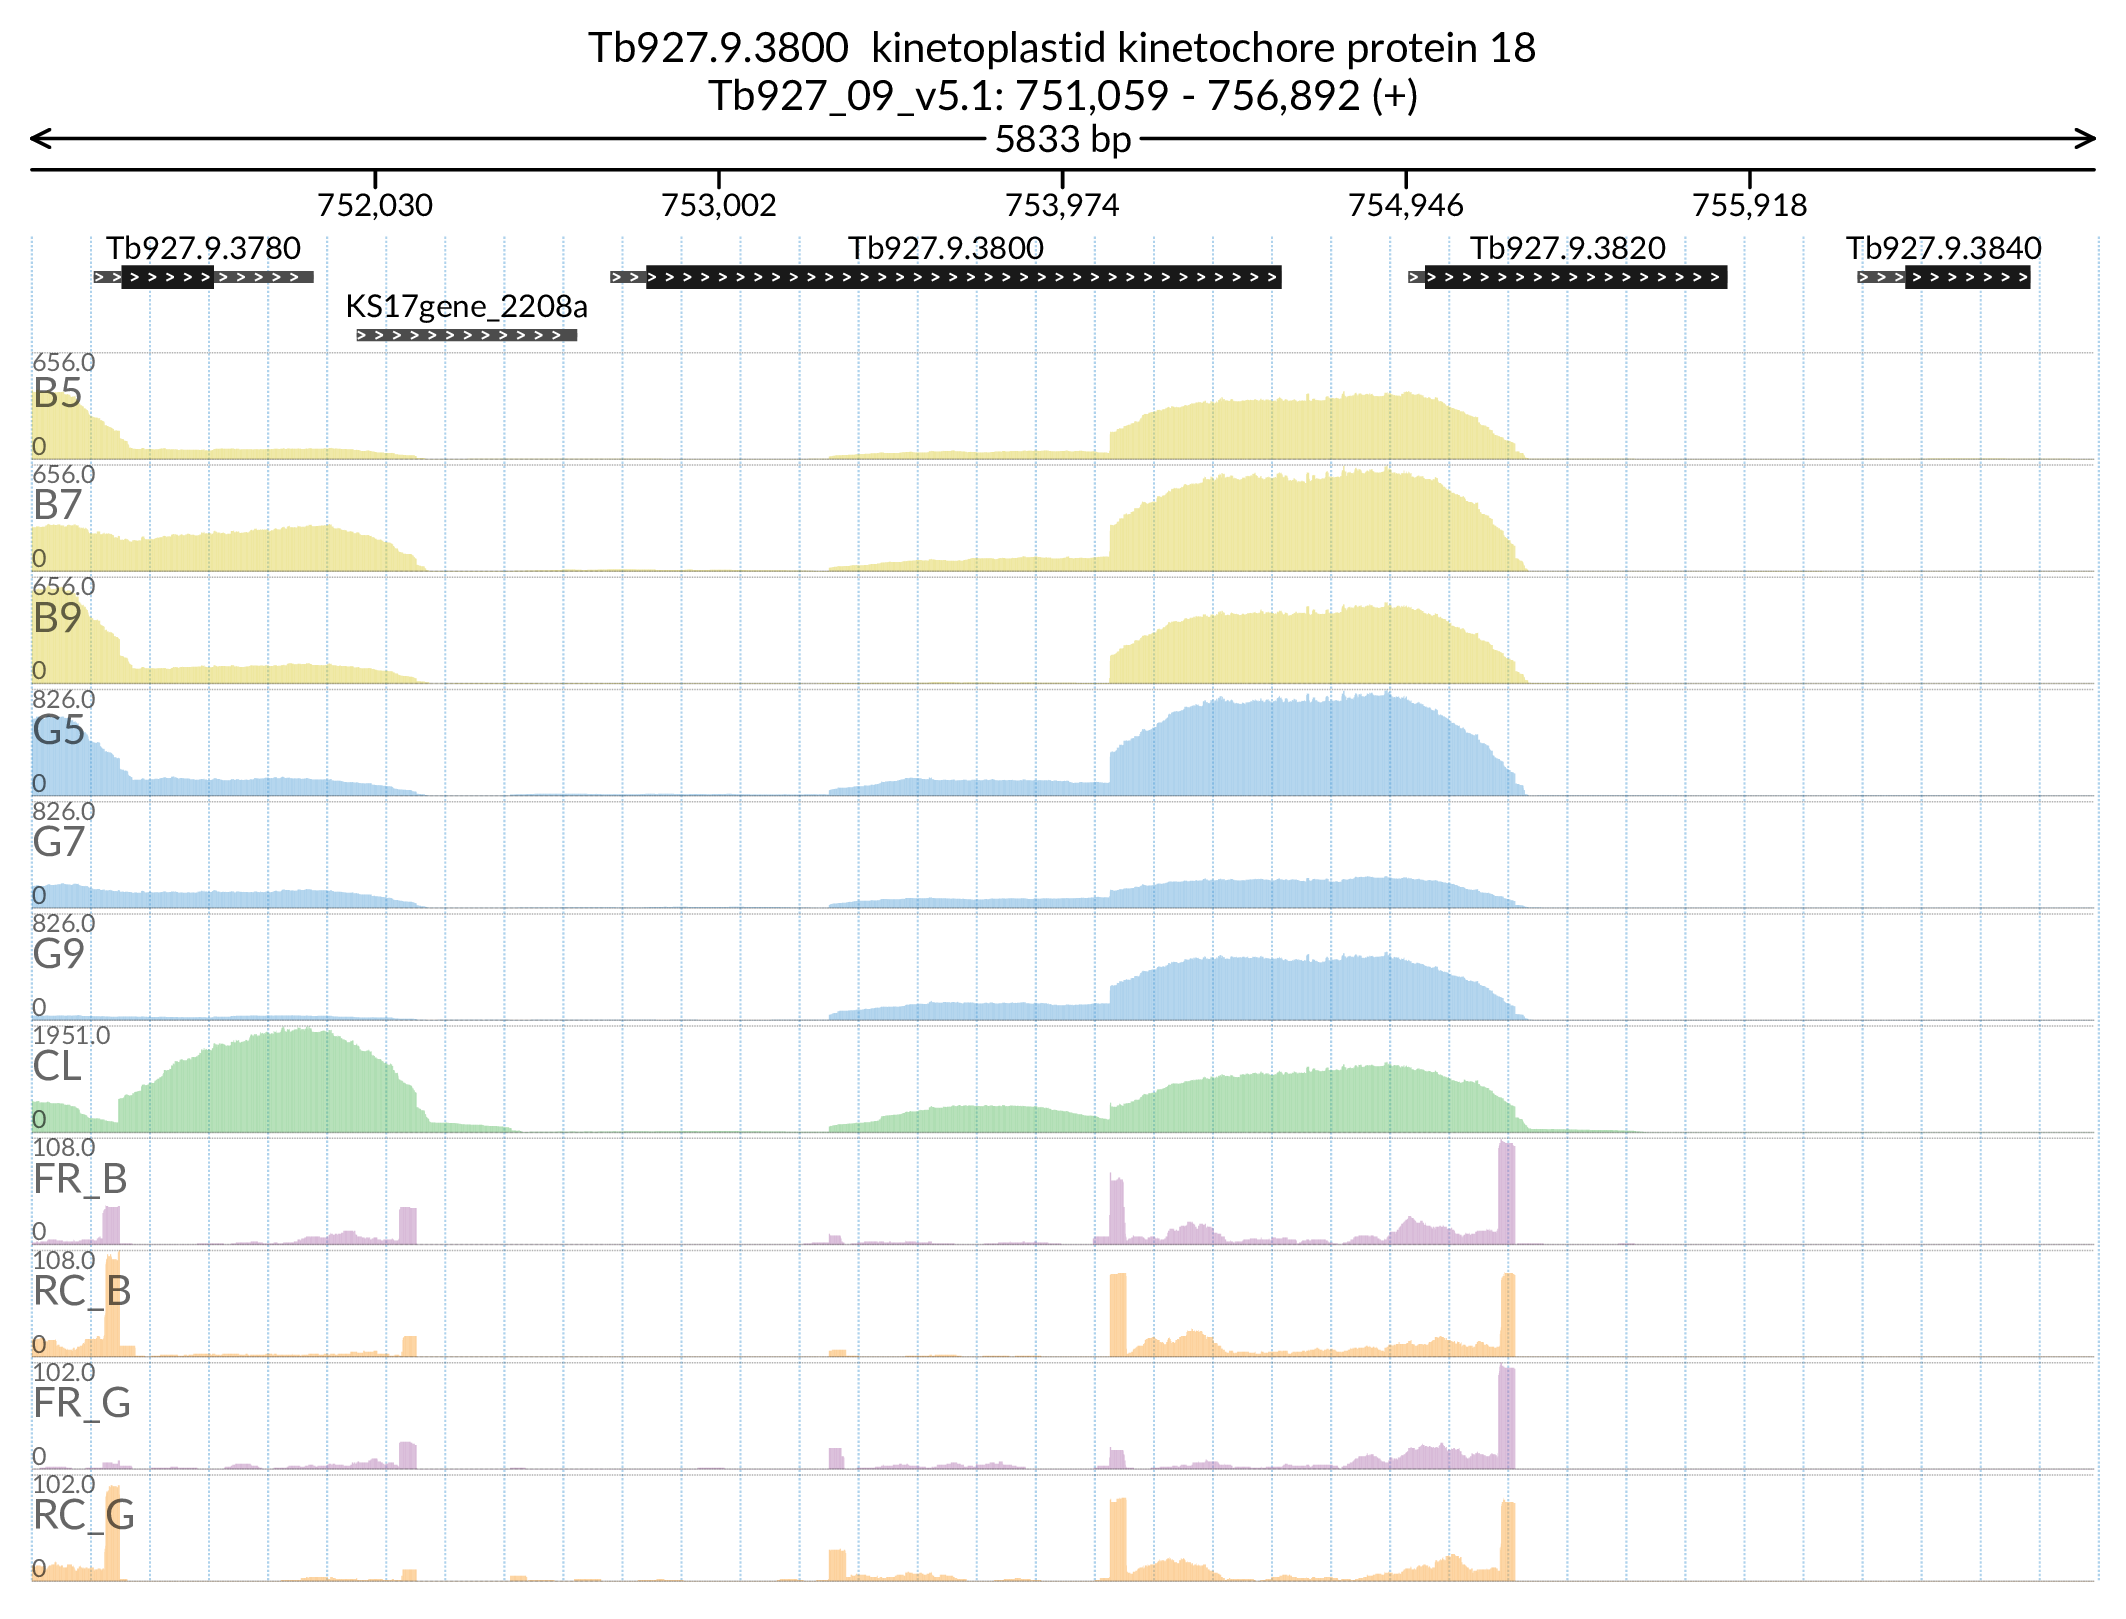 Tb927.9.3800  kinetoplastid kinetochore protein 18
Tb927_09_v5.1: 751,059 - 756,892 (+)
5833 bp
752,030 753,002 753,974 754,946 755,918
Tb927.9.3780 Tb927.9.3800 Tb927.9.3820 Tb927.9.3840
KS17gene_2208a
656.0
B5
0
656.0
B7
0
656.0
B9
0
826.0
G5
0
826.0
G7
0
826.0
G9
0
1951.0
CL
0
108.0
FR_B
0
108.0
RC_B
0
102.0
FR_G
0
102.0
RC_G
0